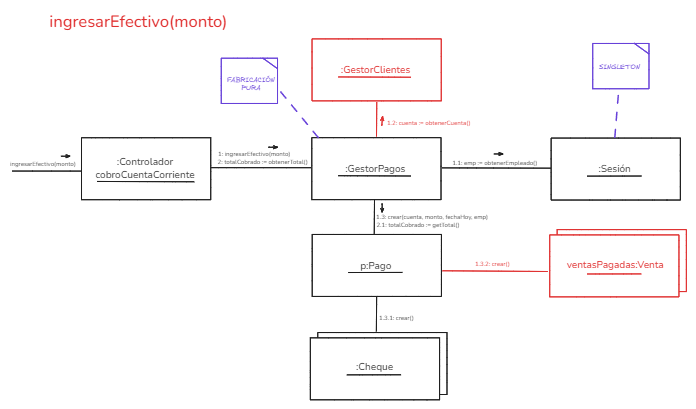 ingresarEfectivo(monto)
:GestorClientes
FABRICACIÓN
PURA
SINGLETON
1.2: cuenta := obtenerCuenta()
ingresarEfectivo(monto)
:Controlador
cobroCuentaCorriente
1: ingresarEfectivo(monto)
2: totalCobrado := obtenerTotal()
:GestorPagos
1.1: emp := obtenerEmpleado()
:Sesión
1.3: crear(cuenta, monto, fechaHoy, emp)
2.1: totalCobrado := getTotal()
p:Pago
1.3.2: crear()
ventasPagadas:Venta
1.3.1: crear()
:Cheque